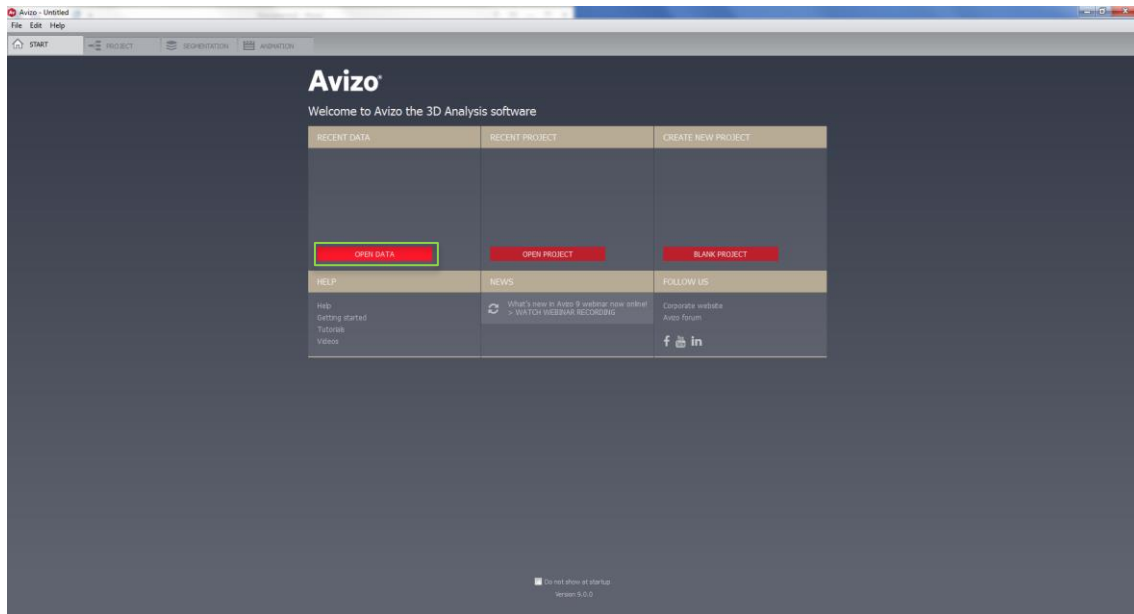 Avizo - Untitled
File Edit Help
START PROJECT SEGMENTATION ANIMATION
Avizo
Welcome to Avizo the 3D Analysis software
RECENT DATA RECENT PROJECT CREATE NEW PROJECT
OPEN DATA OPEN PROJECT BLANK PROJECT
HELP NEWS FOLLOW US
Help
Getting started
Tutorials
Videos
What's new in Avizo 9 webinar now online!
> WATCH WEBINAR RECORDING
Corporate website
Avizo forum
f You Tube in
Do not show at startup
Version 9.0.0